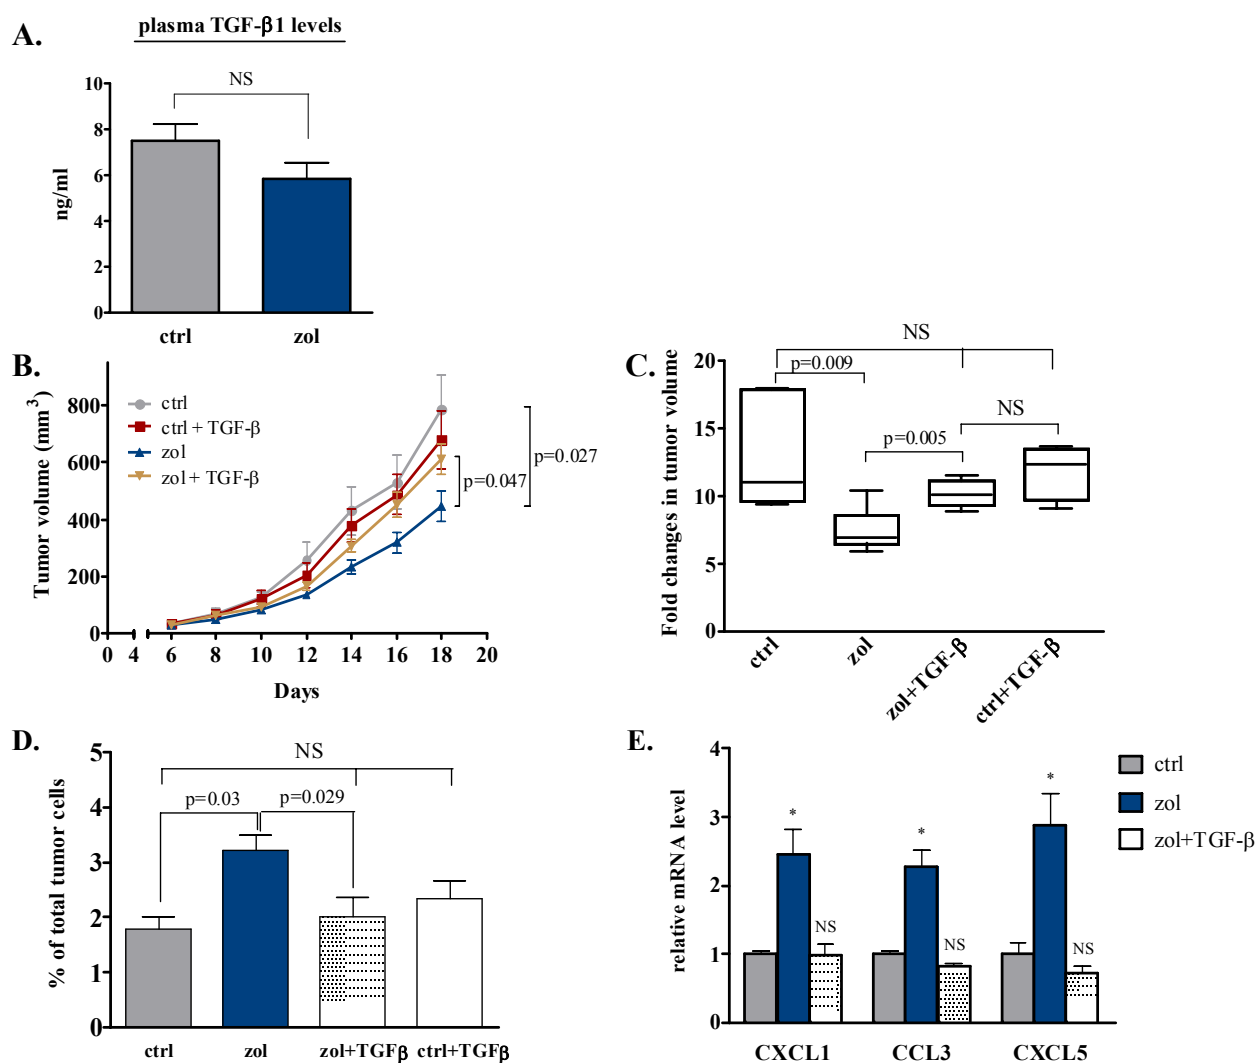 A.
plasma TGF-β1 levels
NS
10
8
6
4
2
0
ng/ml
ctrl
zol
B.
Tumor volume (mm³)
800
600
400
200
0
ctrl
ctrl + TGF-β
zol
zol + TGF-β
p=0.047
p=0.027
0 4 6 8 10 12 14 16 18 20
Days
C.
Fold changes in tumor volume
NS
20
15
10
5
0
p=0.009
p=0.005
NS
ctrl
zol
zol+TGF-β
ctrl+TGF-β
D.
% of total tumor cells
5
4
3
2
1
0
NS
p=0.03
p=0.029
ctrl
zol
zol+TGFβ
ctrl+TGFβ
E.
relative mRNA level
4
3
2
1
0
*
NS
*
NS
*
NS
CXCL1
CCL3
CXCL5
ctrl
zol
zol+TGF-β